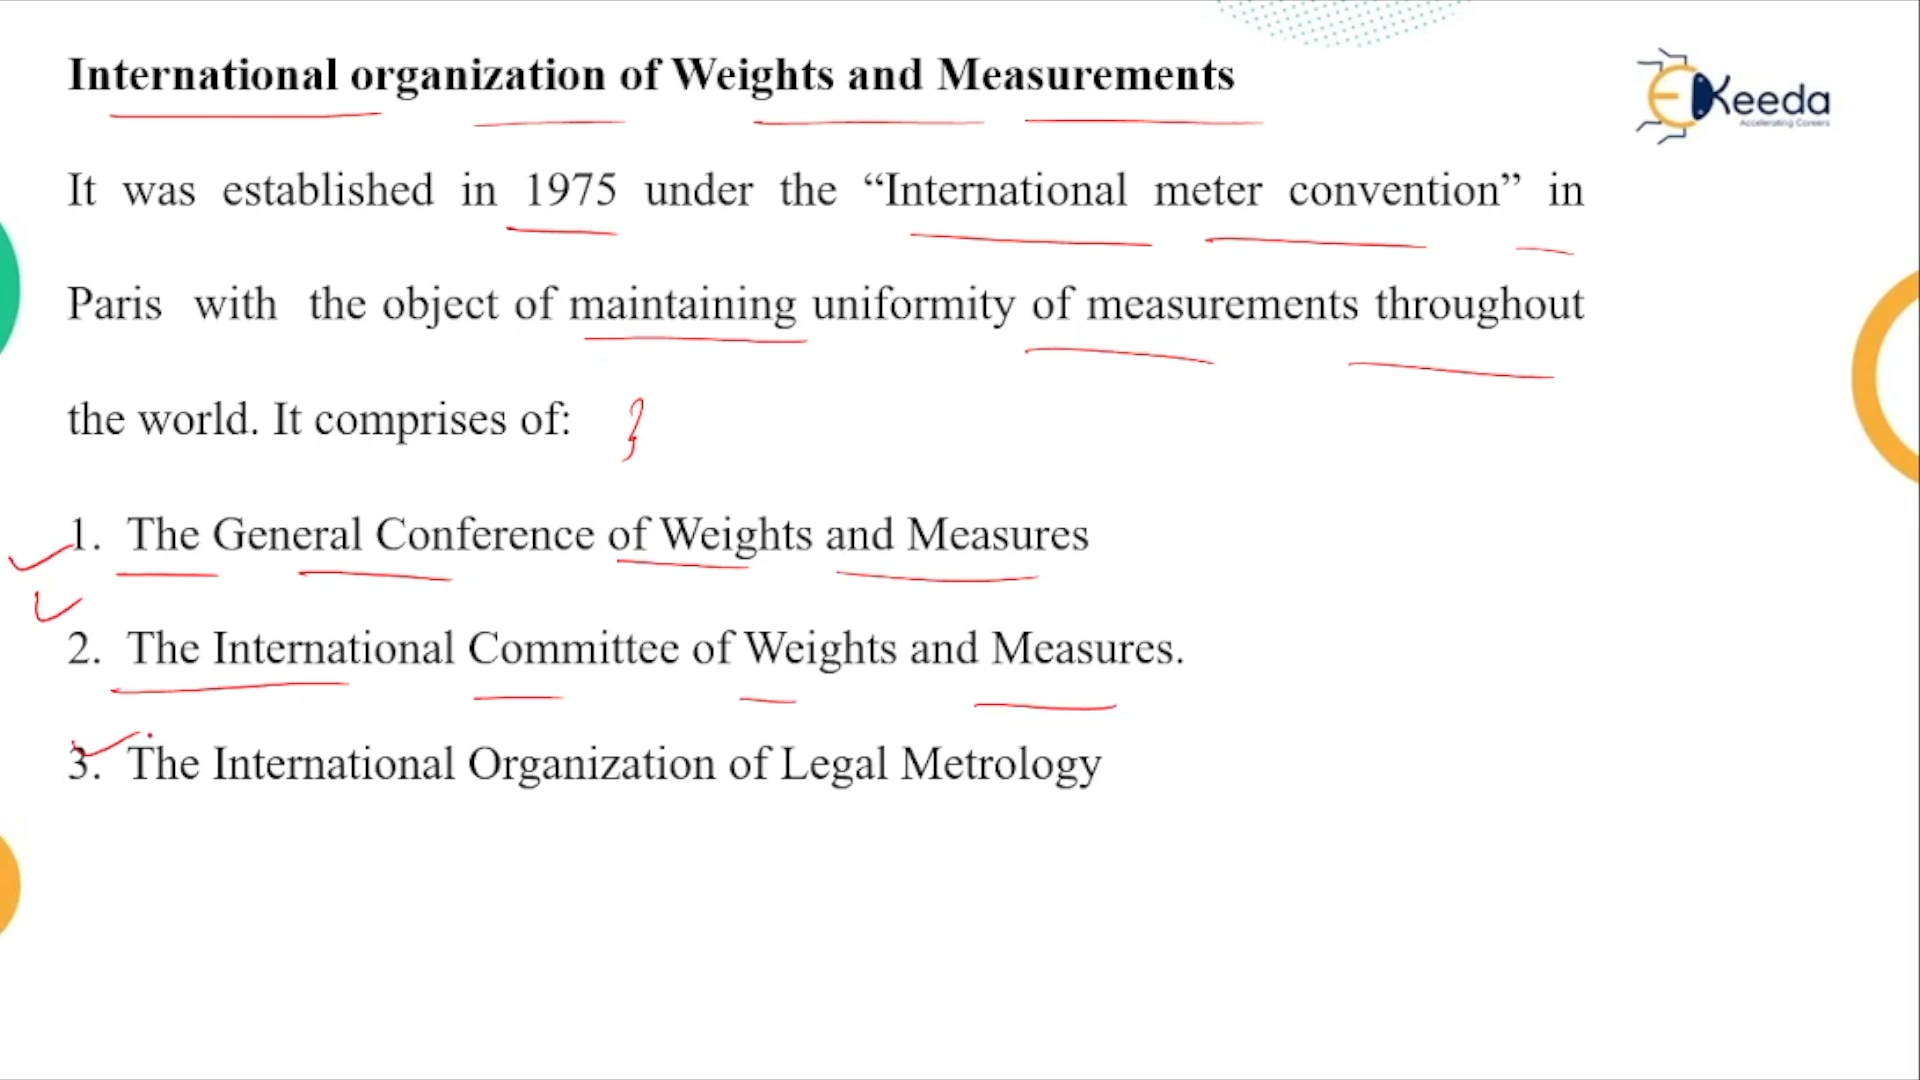 International organization of Weights and Measurements
EKeeda
Accelerating Careers
It was established in 1975 under the “International meter convention” in
Paris with the object of maintaining uniformity of measurements throughout
the world. It comprises of:
1. The General Conference of Weights and Measures
2. The International Committee of Weights and Measures.
3. The International Organization of Legal Metrology